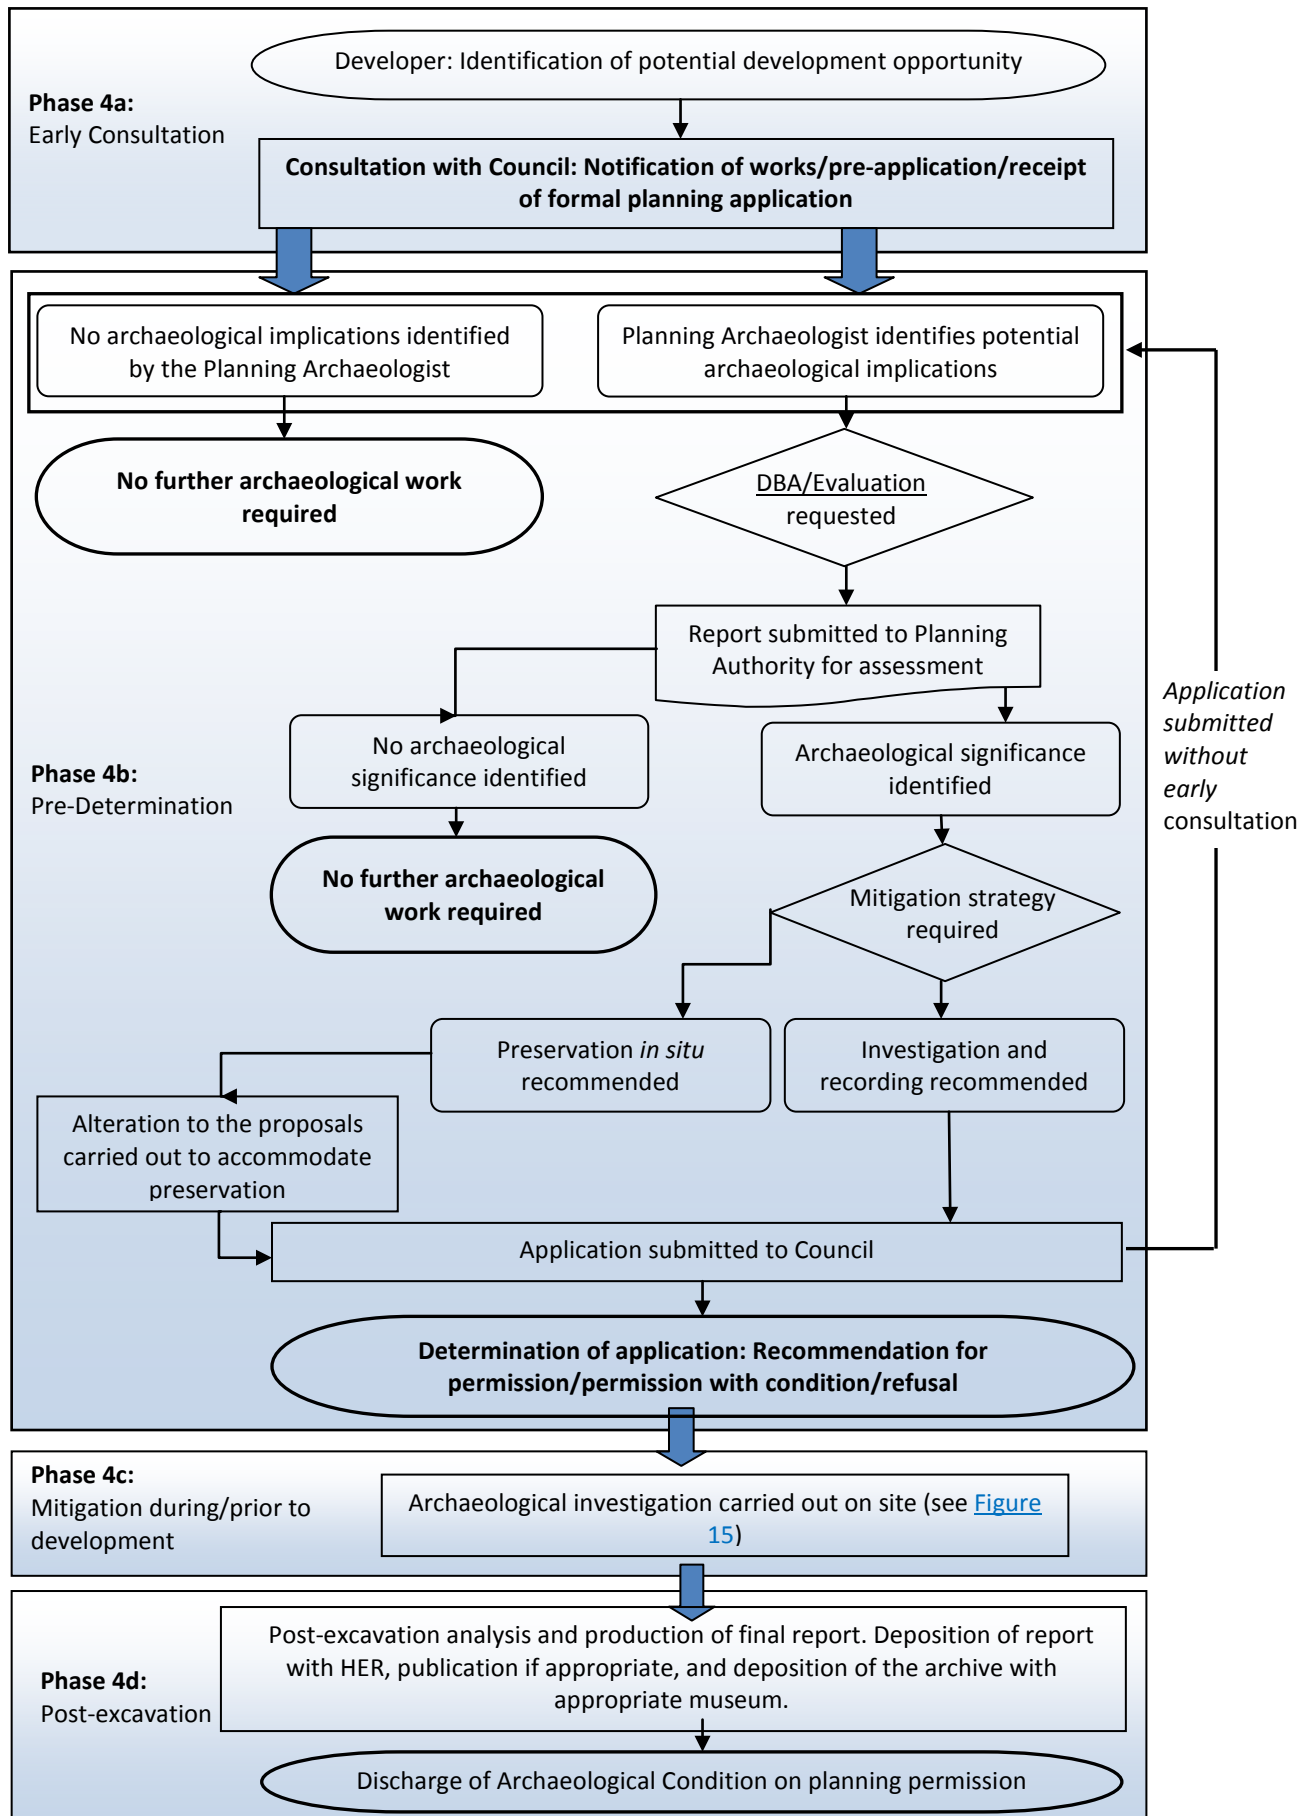 Developer: Identification of potential development opportunity
Phase 4a:
Early Consultation
Consultation with Council: Notification of works/pre-application/receipt
of formal planning application
No archaeological implications identified
by the Planning Archaeologist
Planning Archaeologist identifies potential
archaeological implications
No further archaeological work
required
DBA/Evaluation
requested
Report submitted to Planning
Authority for assessment
Application
submitted
without
early
consultation
No archaeological
significance identified
Archaeological significance
identified
Phase 4b:
Pre-Determination
No further archaeological
work required
Mitigation strategy
required
Preservation in situ
recommended
Investigation and
recording recommended
Alteration to the proposals
carried out to accommodate
preservation
Application submitted to Council
Determination of application: Recommendation for
permission/permission with condition/refusal
Phase 4c:
Mitigation during/prior to
development
Archaeological investigation carried out on site (see Figure
15)
Post-excavation analysis and production of final report. Deposition of report
with HER, publication if appropriate, and deposition of the archive with
appropriate museum.
Phase 4d:
Post-excavation
Discharge of Archaeological Condition on planning permission